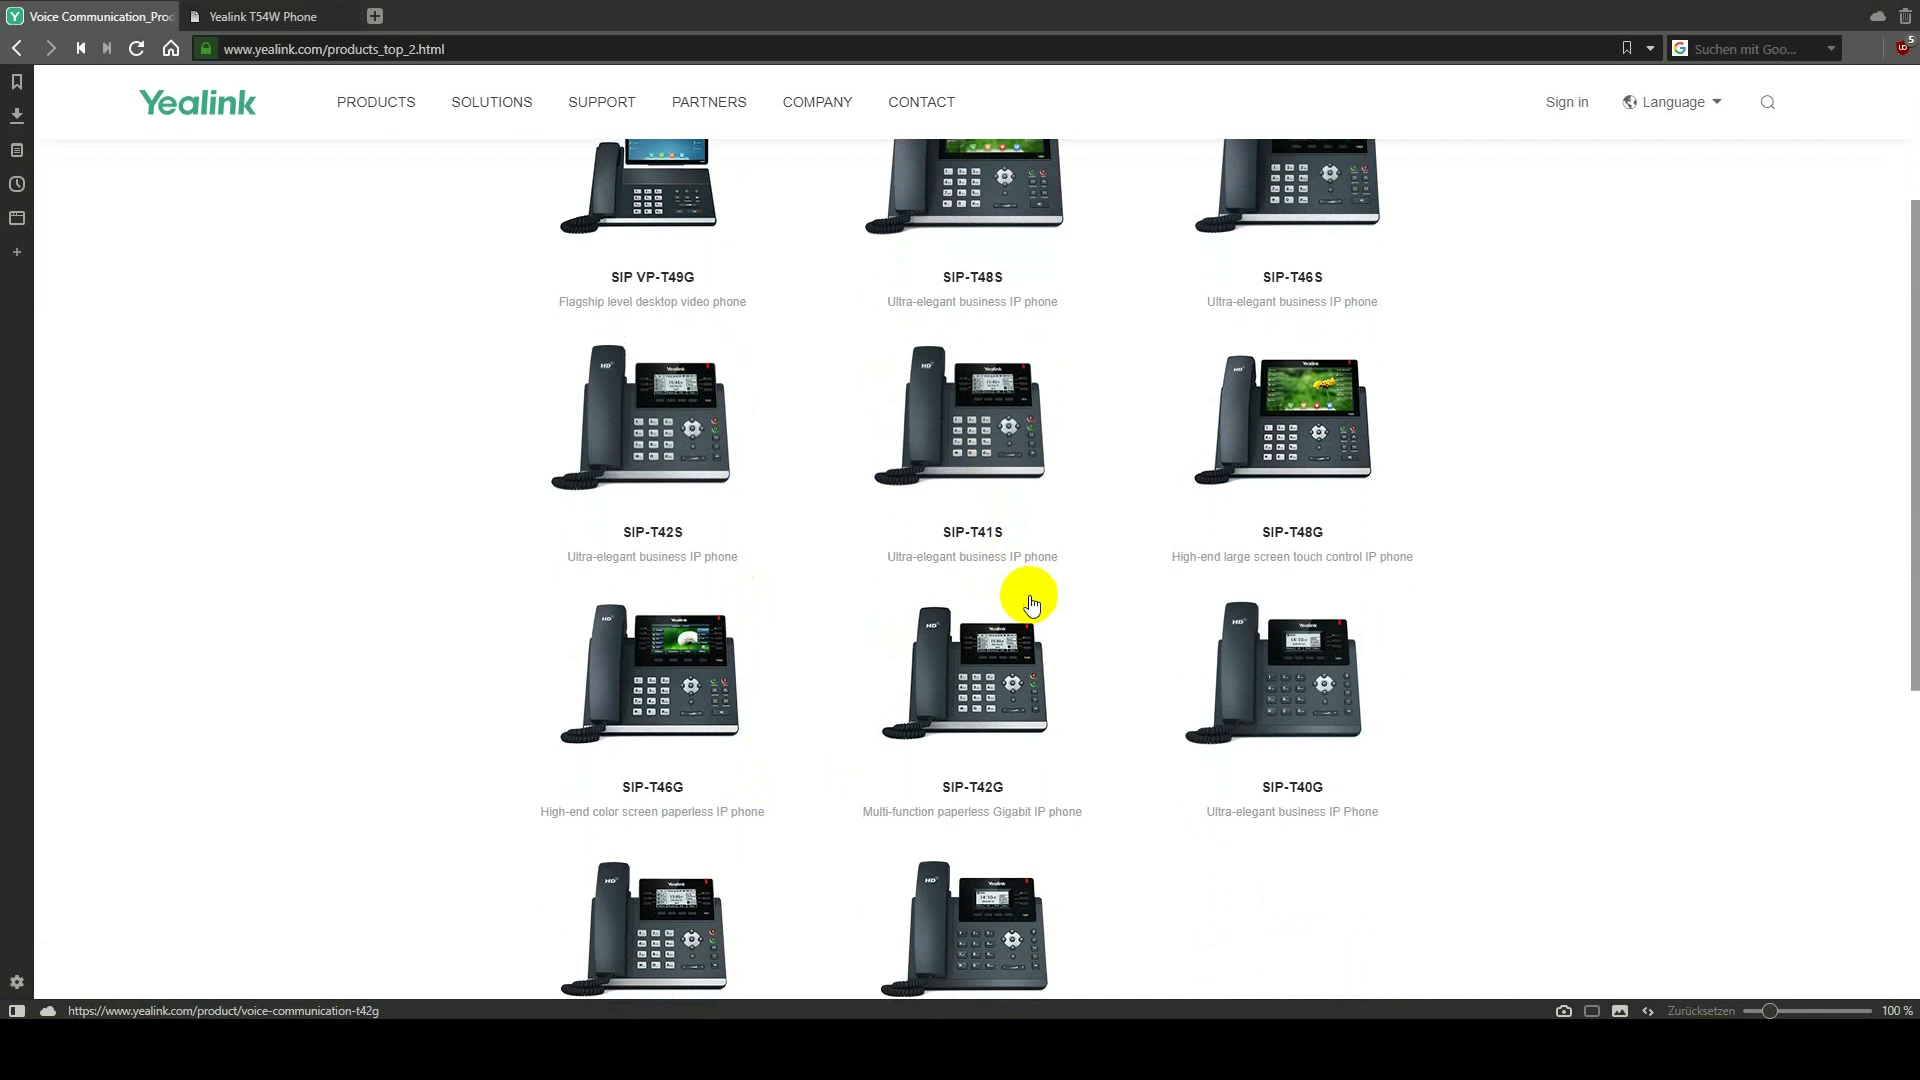 Voice Communication_Prod
Yealink T54W Phone
www.yealink.com/products_top_2.html
Suchen mit Goo...
5
Yealink
PRODUCTS
SOLUTIONS
SUPPORT
PARTNERS
COMPANY
CONTACT
Sign in
Language
SIP VP-T49G
Flagship level desktop video phone
SIP-T48S
Ultra-elegant business IP phone
SIP-T46S
Ultra-elegant business IP phone
SIP-T42S
Ultra-elegant business IP phone
SIP-T41S
Ultra-elegant business IP phone
SIP-T48G
High-end large screen touch control IP phone
SIP-T46G
High-end color screen paperless IP phone
SIP-T42G
Multi-function paperless Gigabit IP phone
SIP-T40G
Ultra-elegant business IP Phone
https://www.yealink.com/product/voice-communication-t42g
Zurücksetzen
100 %